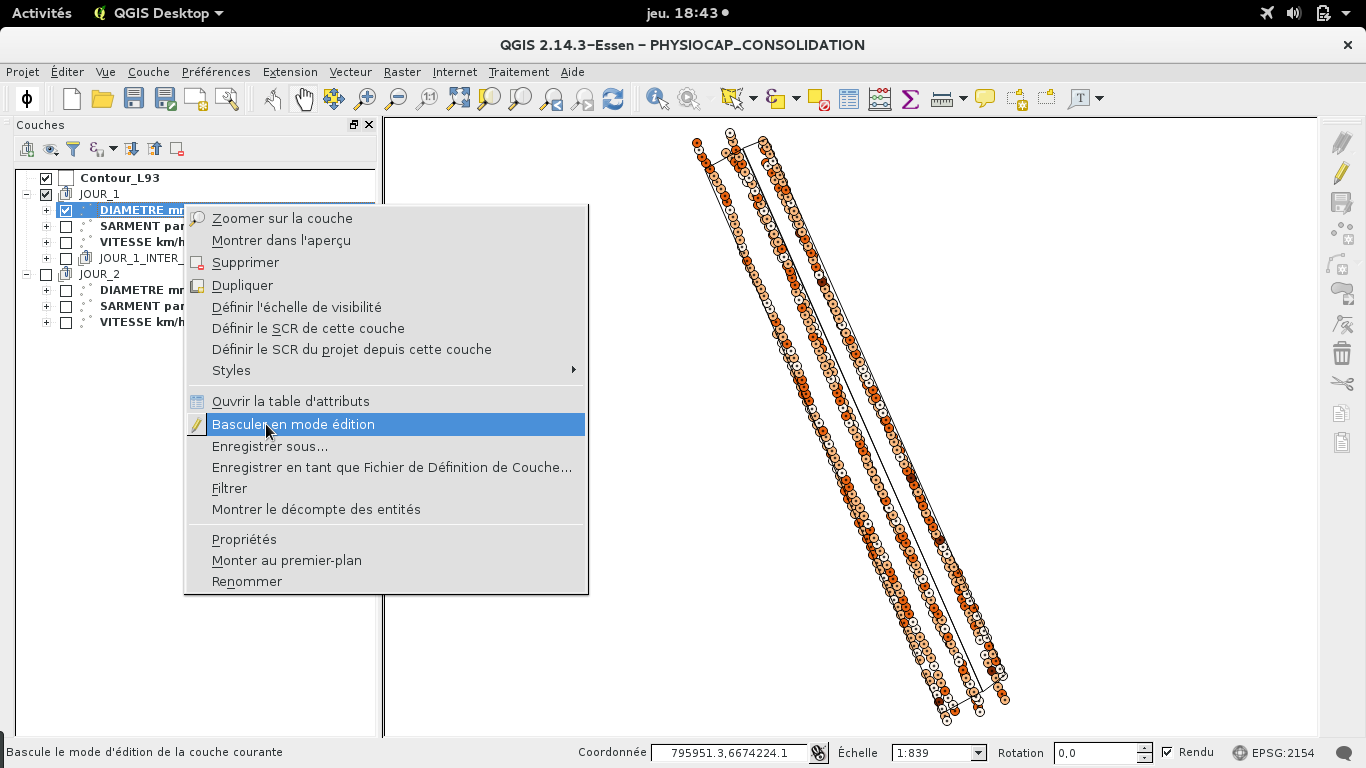 Activités
QGIS Desktop
jeu. 18:43
QGIS 2.14.3-Essen - PHYSIOCAP_CONSOLIDATION
Projet Éditer Vue Couche Préférences Extension Vecteur Raster Internet Traitement Aide
Couches
Contour_L93
JOUR_1
DIAMETRE mm
SARMENT par
VITESSE km/h
JOUR_1_INTER_
JOUR_2
DIAMETRE mm
SARMENT par
VITESSE km/h
Zoomer sur la couche
Montrer dans l'aperçu
Supprimer
Dupliquer
Définir l'échelle de visibilité
Définir le SCR de cette couche
Définir le SCR du projet depuis cette couche
Styles
Ouvrir la table d'attributs
Basculer en mode édition
Enregistrer sous...
Enregistrer en tant que Fichier de Définition de Couche...
Filtrer
Montrer le décompte des entités
Propriétés
Monter au premier-plan
Renommer
Bascule le mode d'édition de la couche courante
Coordonnée 795951.3,6674224.1 Échelle 1:839 Rotation 0,0 Rendu EPSG:2154